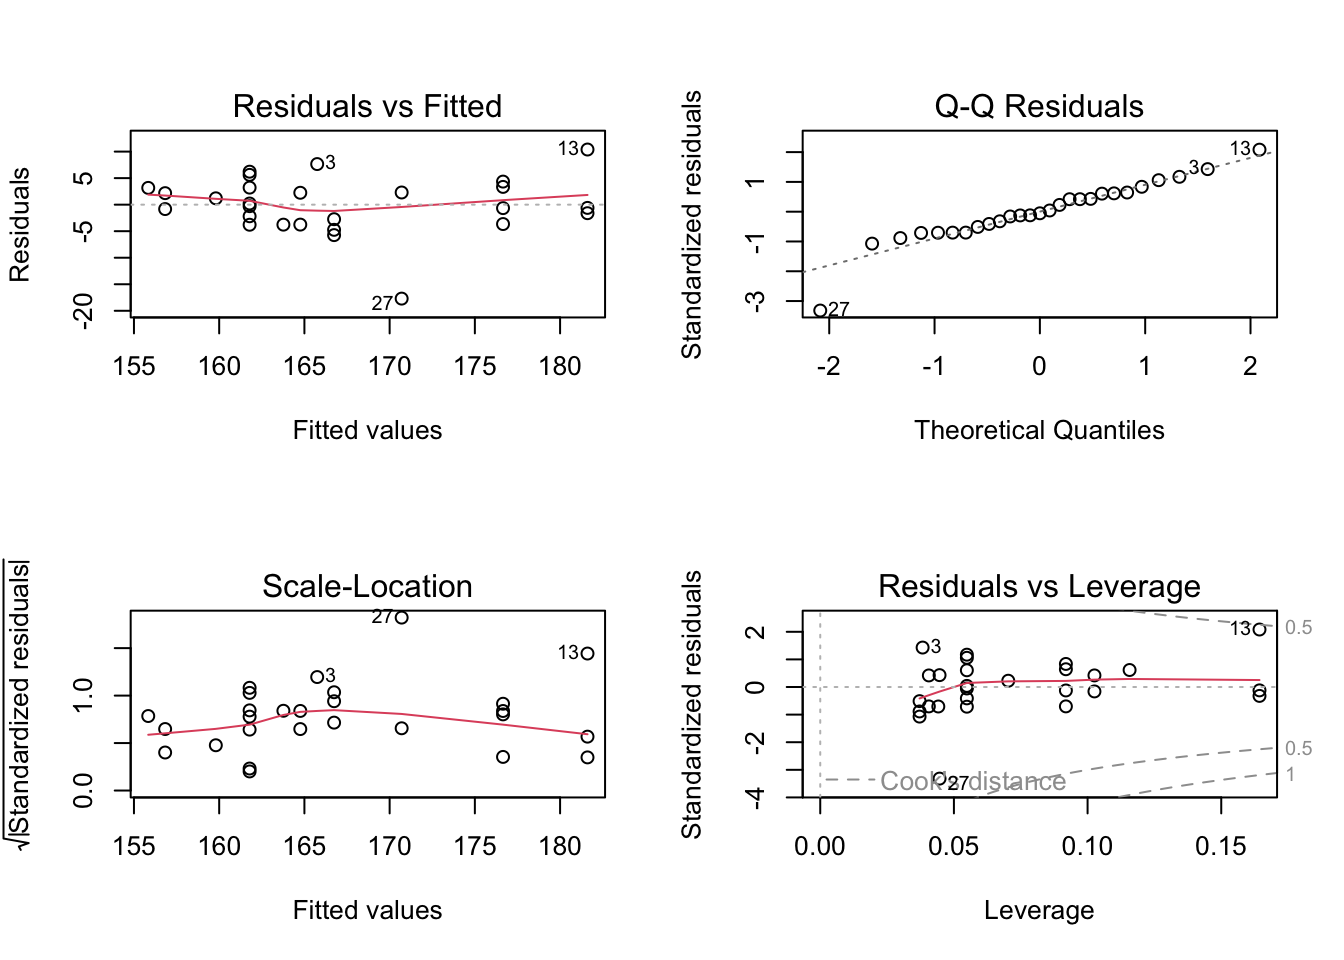 Residuals vs Fitted
Residuals
5
-5
-20
3
13
27
155 160 165 170 175 180
Fitted values
Q-Q Residuals
Standardized residuals
1
-1
-3
13
3
27
-2 -1 0 1 2
Theoretical Quantiles
Scale-Location
√|Standardized residuals|
1.0
0.0
27
13
3
155 160 165 170 175 180
Fitted values
Residuals vs Leverage
Standardized residuals
2
0
-2
-4
13
3
27
0.5
0.5
1
Cook's distance
0.00 0.05 0.10 0.15
Leverage